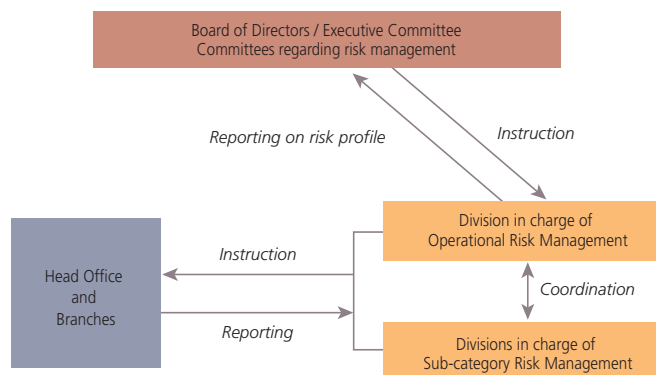 Board of Directors / Executive Committee
Committees regarding risk management
Reporting on risk profile
Instruction
Division in charge of
Operational Risk Management
Instruction
Head Office
and
Branches
Coordination
Reporting
Divisions in charge of
Sub-category Risk Management